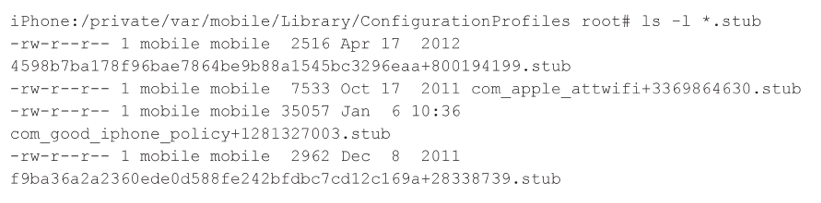 iPhone:/private/var/mobile/Library/ConfigurationProfiles root# ls -l *.stub
-rw-r--r-- 1 mobile mobile  2516 Apr 17  2012
4598b7ba178f96bae7864be9b88a1545bc3296eaa+800194199.stub
-rw-r--r-- 1 mobile mobile  7533 Oct 17  2011 com_apple_attwifi+3369864630.stub
-rw-r--r-- 1 mobile mobile 35057 Jan  6 10:36
com_good_iphone_policy+1281327003.stub
-rw-r--r-- 1 mobile mobile  2962 Dec  8  2011
f9ba36a2a2360ede0d588fe242bfdbc7cd12c169a+28338739.stub